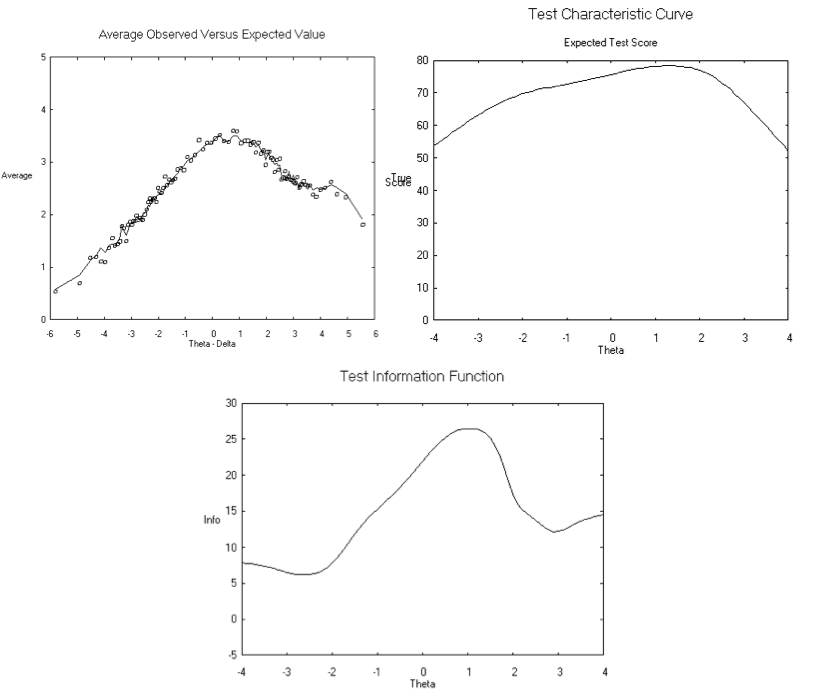 Average Observed Versus Expected Value
5
4
3
2
1
0
Average
-6 -5 -4 -3 -2 -1 0 1 2 3 4 5 6
Theta - Delta
Test Characteristic Curve
Expected Test Score
80
70
60
50
40
30
20
10
0
True
Score
-4 -3 -2 -1 0 1 2 3 4
Theta
Test Information Function
30
25
20
15
10
5
0
-5
Info
-4 -3 -2 -1 0 1 2 3 4
Theta